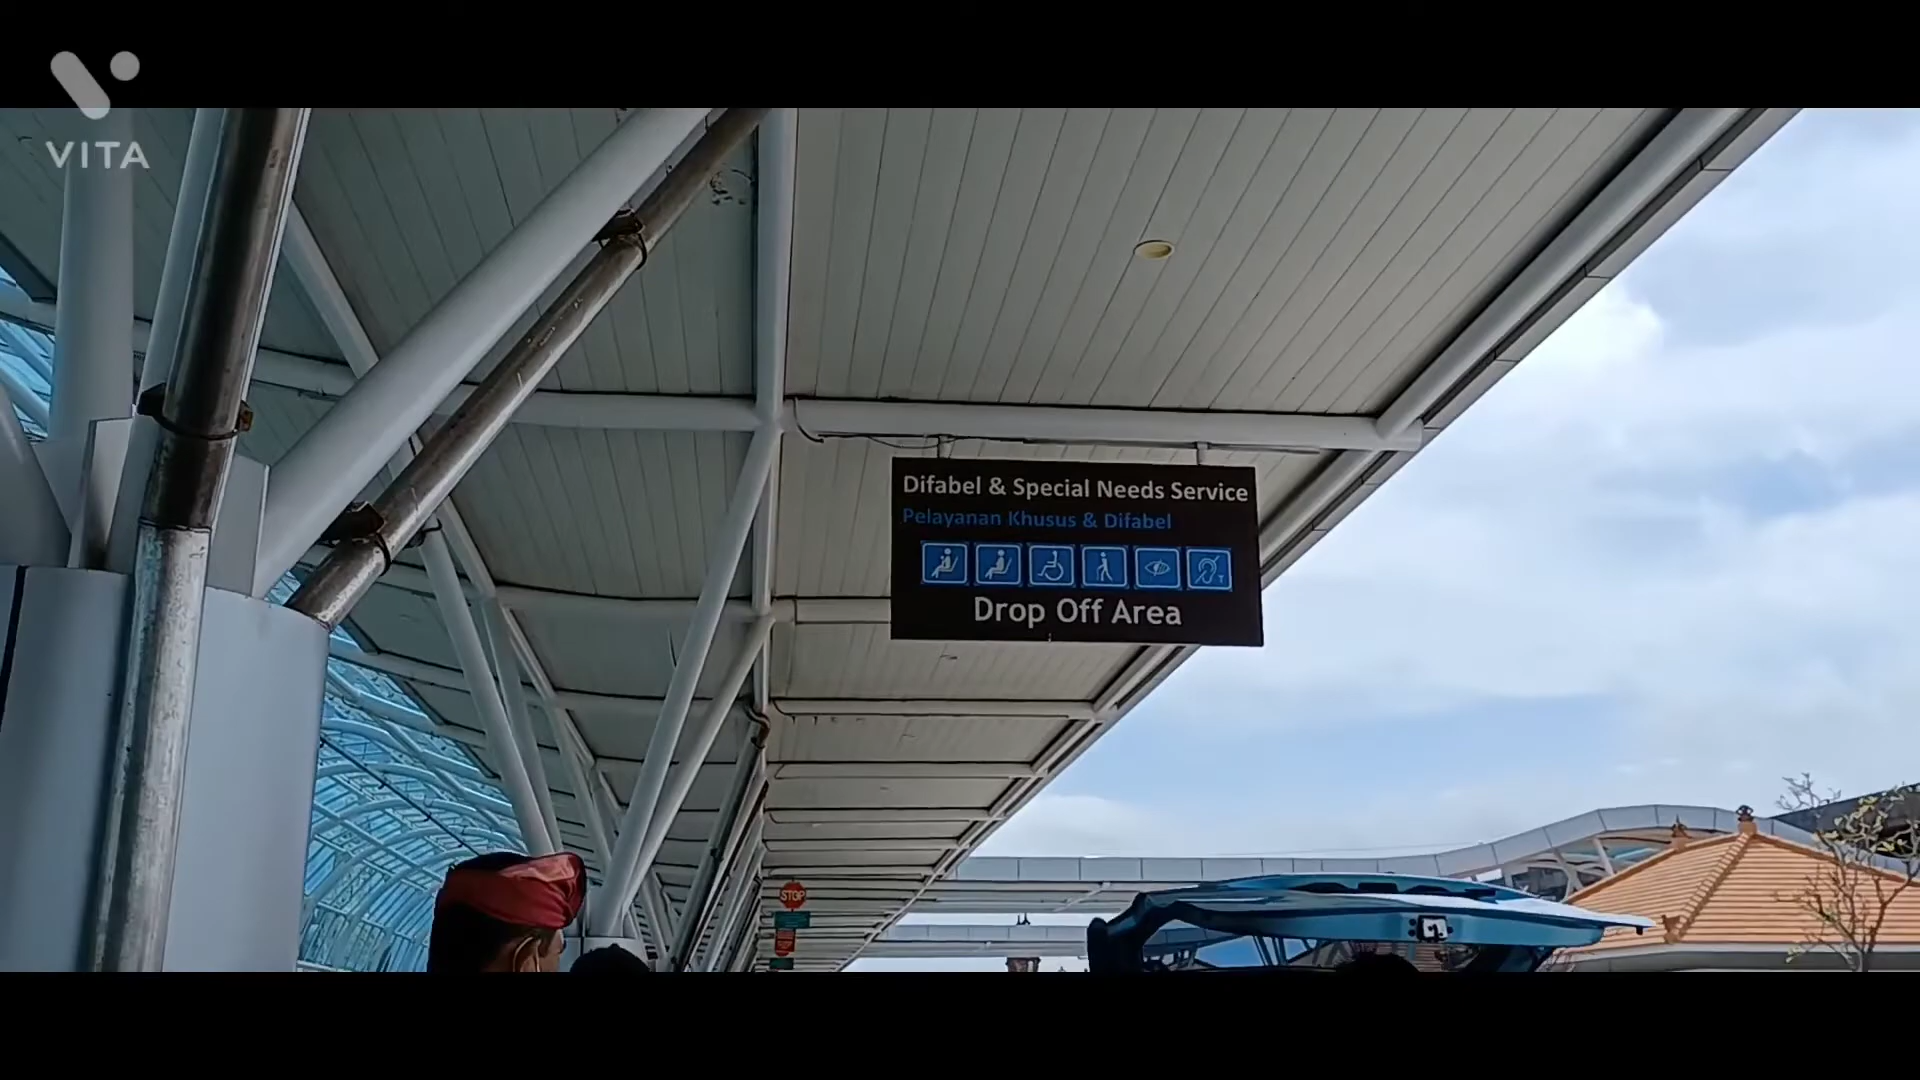 VITA
Difabel & Special Needs Service
Pelayanan Khusus & Difabel
Drop Off Area
STOP